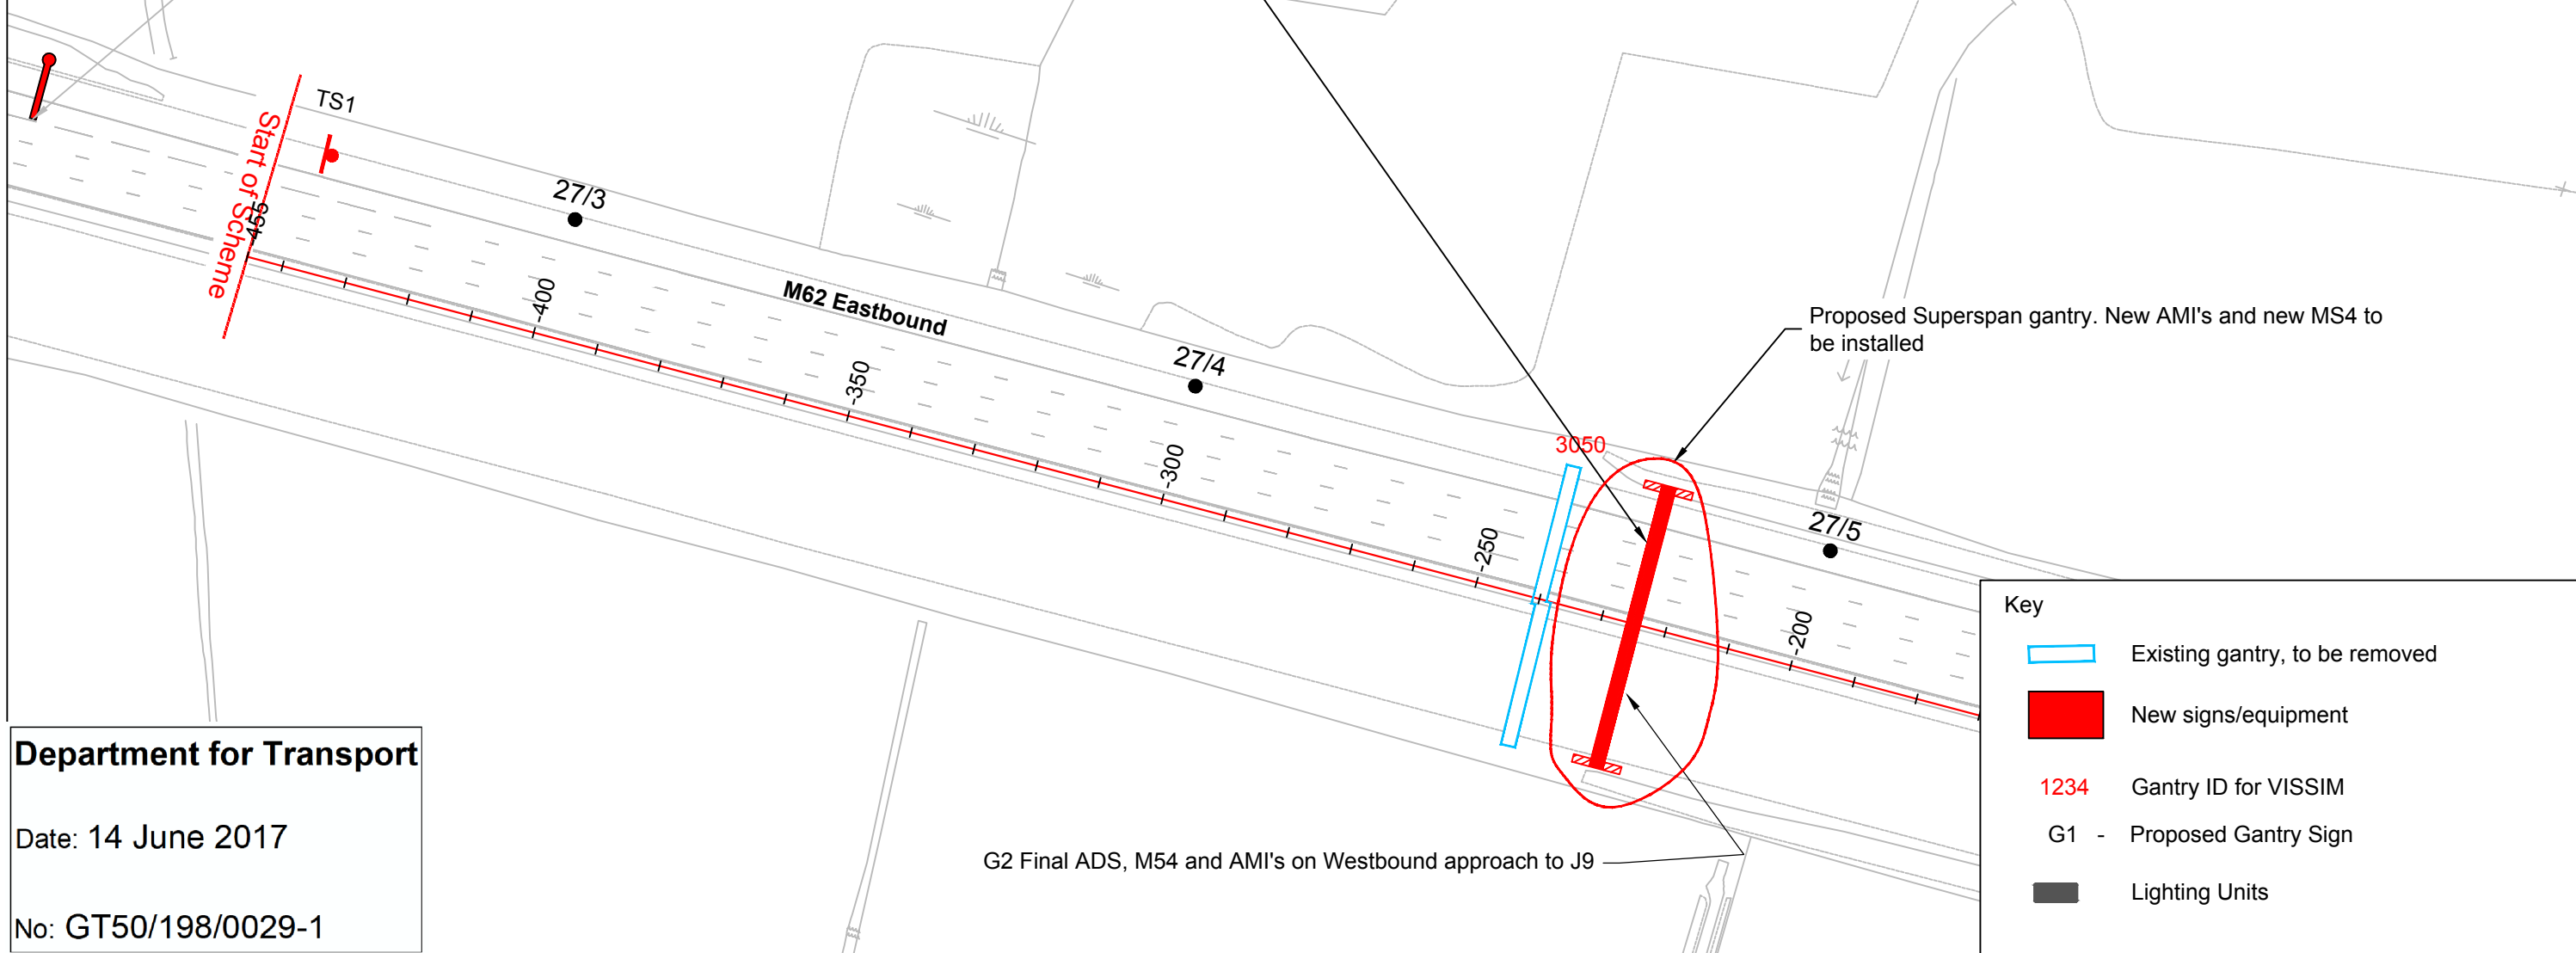 TS1
Start of Scheme
-455
27/3
-400
M62 Eastbound
-350
27/4
-300
Proposed Superspan gantry. New AMI's and new MS4 to
be installed
3050
-250
27/5
-200
G2 Final ADS, M54 and AMI's on Westbound approach to J9
Key
Existing gantry, to be removed
New signs/equipment
1234 Gantry ID for VISSIM
G1 - Proposed Gantry Sign
Lighting Units
Department for Transport
Date: 14 June 2017
No: GT50/198/0029-1